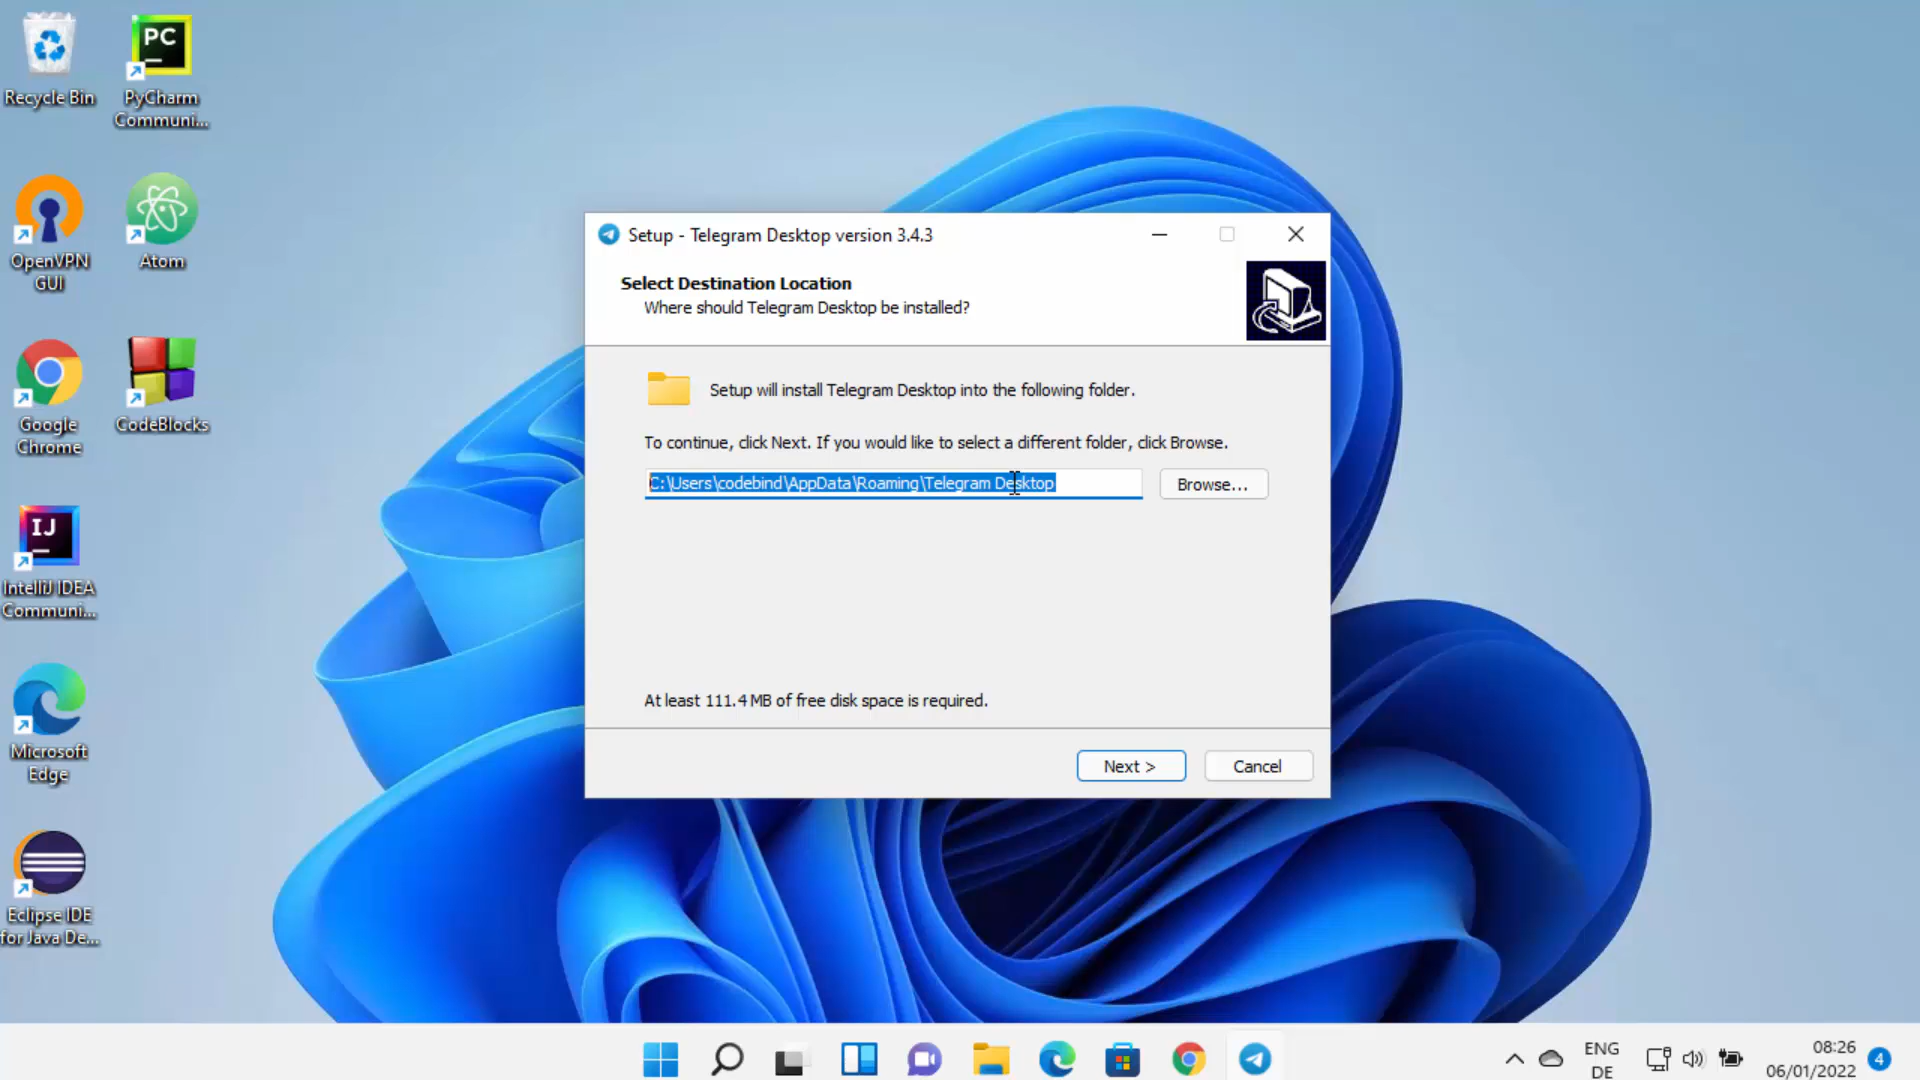 Recycle Bin
PC
PyCharm
Communi...
OpenVPN
GUI
Atom
Google
Chrome
CodeBlocks
IJ
IntelliJ IDEA
Communi...
Microsoft
Edge
Eclipse IDE
for Java De...
Setup - Telegram Desktop version 3.4.3
Select Destination Location
Where should Telegram Desktop be installed?
Setup will install Telegram Desktop into the following folder.
To continue, click Next. If you would like to select a different folder, click Browse.
C:\Users\codebind\AppData\Roaming\Telegram Desktop
Browse...
At least 111.4 MB of free disk space is required.
Next >
Cancel
ENG
DE
08:26
06/01/2022
4